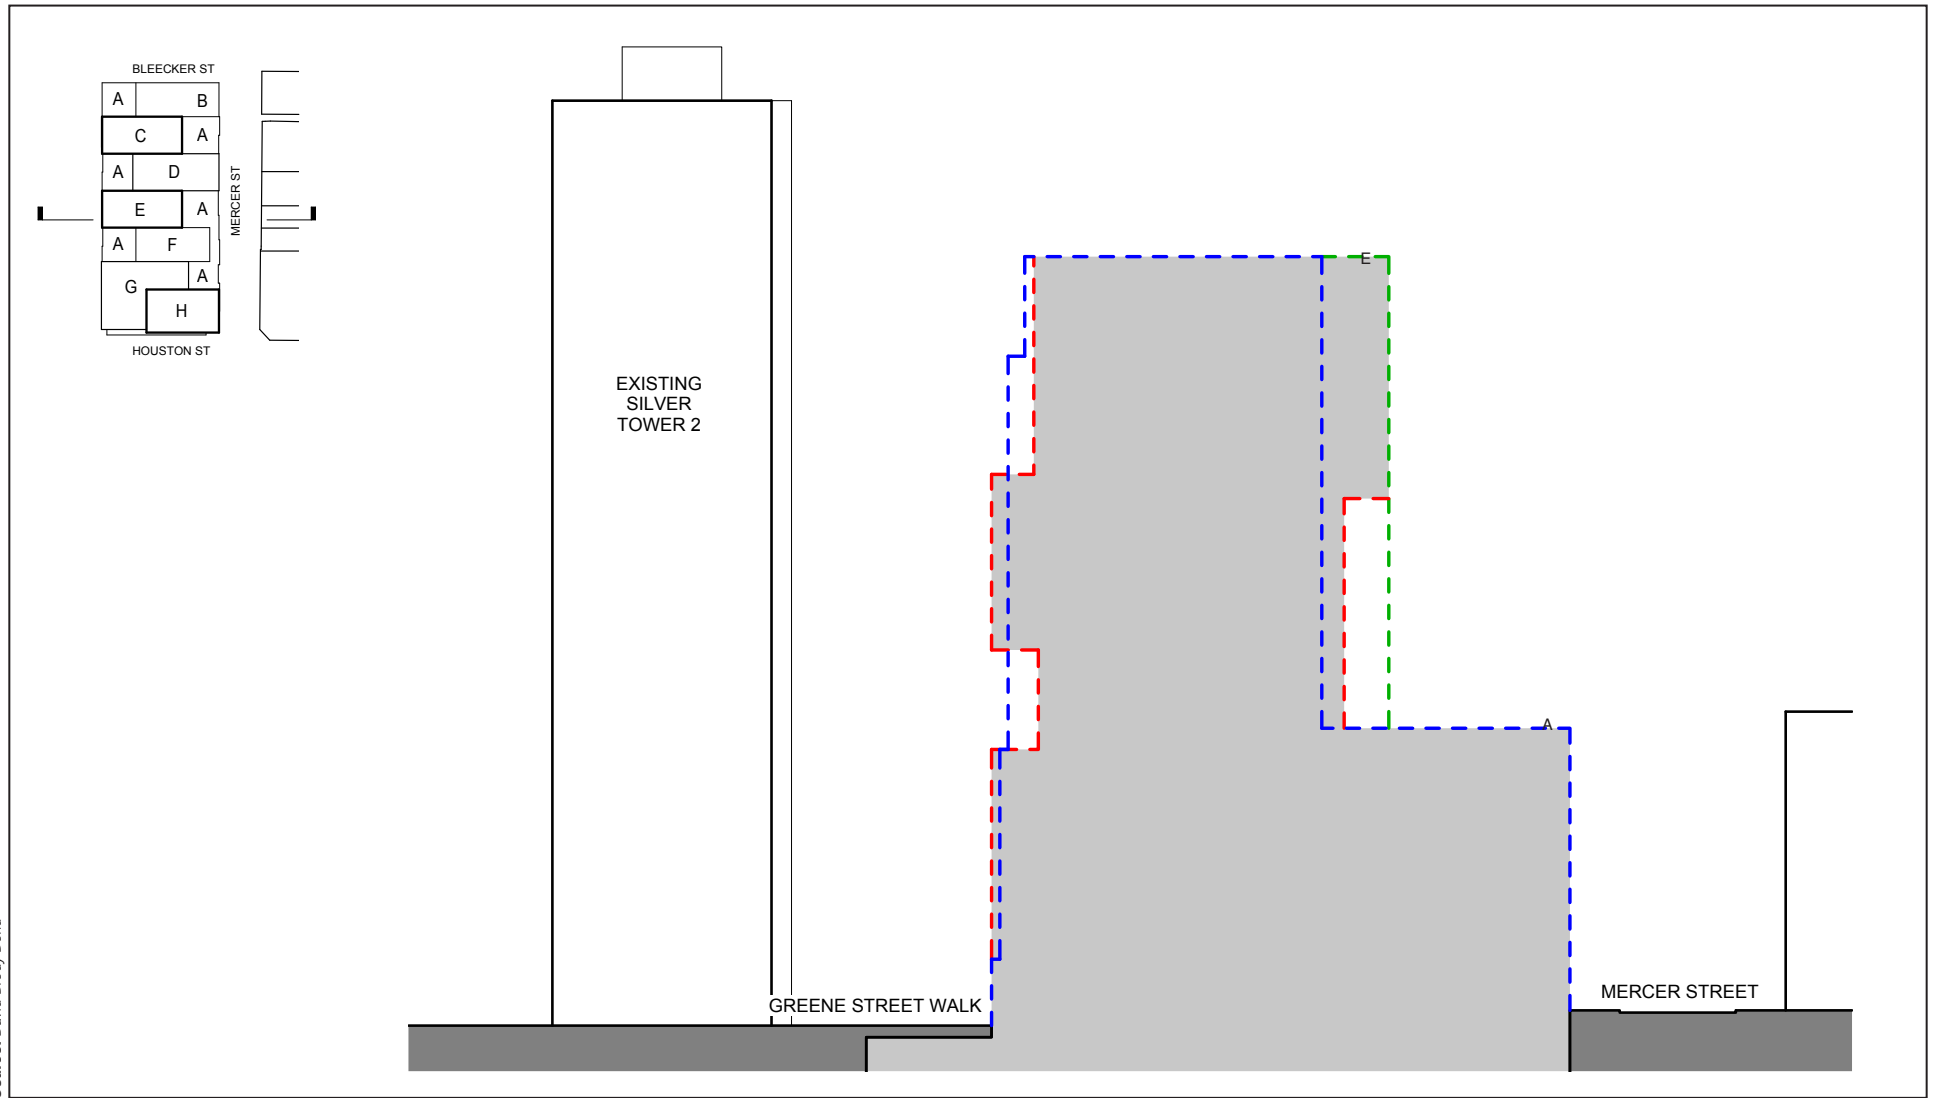 BLEECKER ST
A
B
C
A
A
D
MERCER ST
E
A
A
F
A
G
H
HOUSTON ST
EXISTING
SILVER
TOWER 2
E
A
GREENE STREET WALK
MERCER STREET